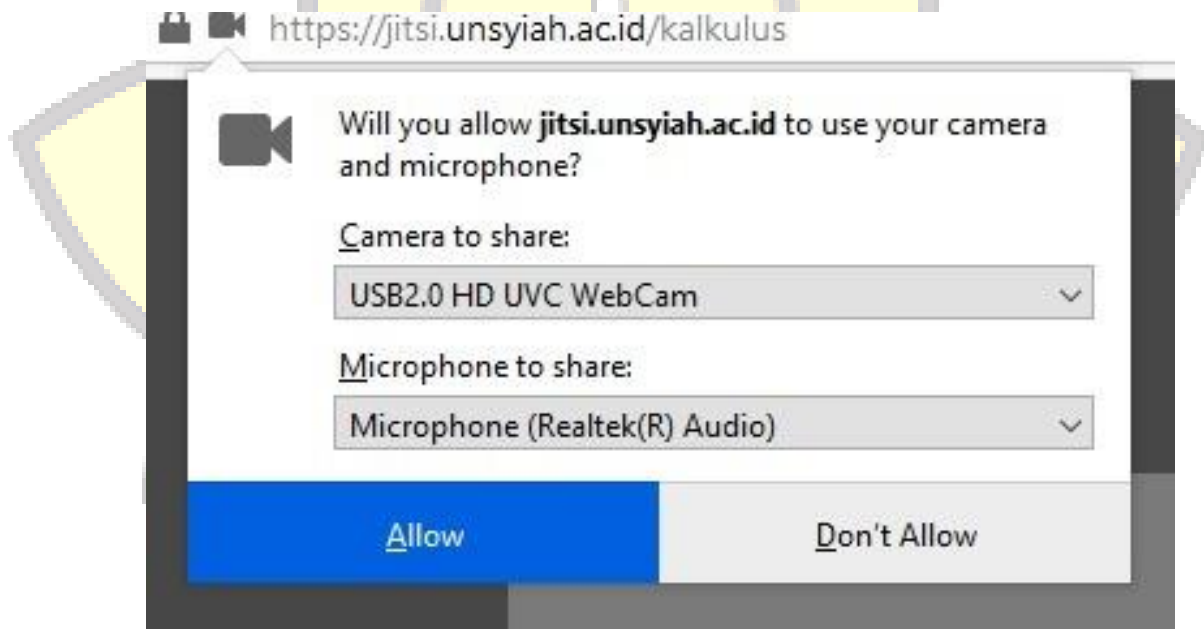 https://jitsi.unsyiah.ac.id/kalkulus
Will you allow jitsi.unsyiah.ac.id to use your camera
and microphone?
Camera to share:
USB2.0 HD UVC WebCam
Microphone to share:
Microphone (Realtek(R) Audio)
Allow
Don't Allow